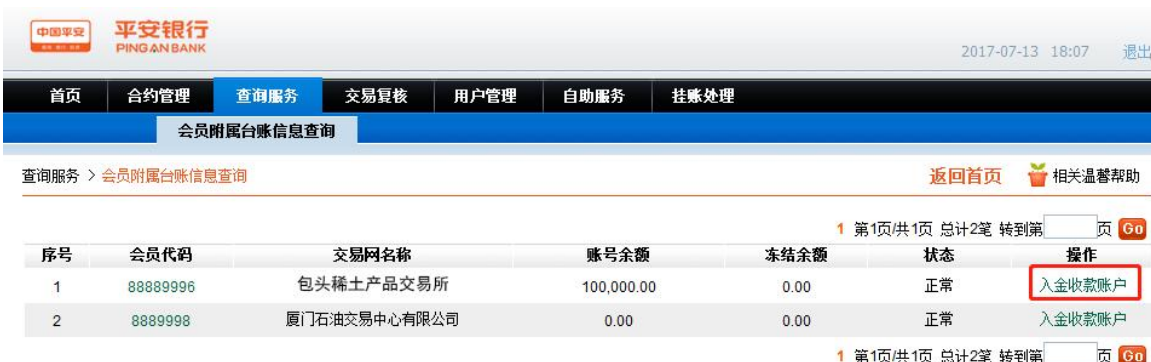 中国平安
平安银行
PING AN BANK
2017-07-13 18:07 退出
首页 合约管理 查询服务 交易复核 用户管理 自助服务 挂账处理
会员附属台账信息查询
查询服务 > 会员附属台账信息查询 返回首页 相关温馨帮助
1 第1页/共1页 总计2笔 转到第 页 Go
序号 会员代码 交易网名称 账号余额 冻结余额 状态 操作
1 88889996 包头稀土产品交易所 100,000.00 0.00 正常 入金收款账户
2 8889998 厦门石油交易中心有限公司 0.00 0.00 正常 入金收款账户
1 第1页/共1页 总计2笔 转到第 页 Go